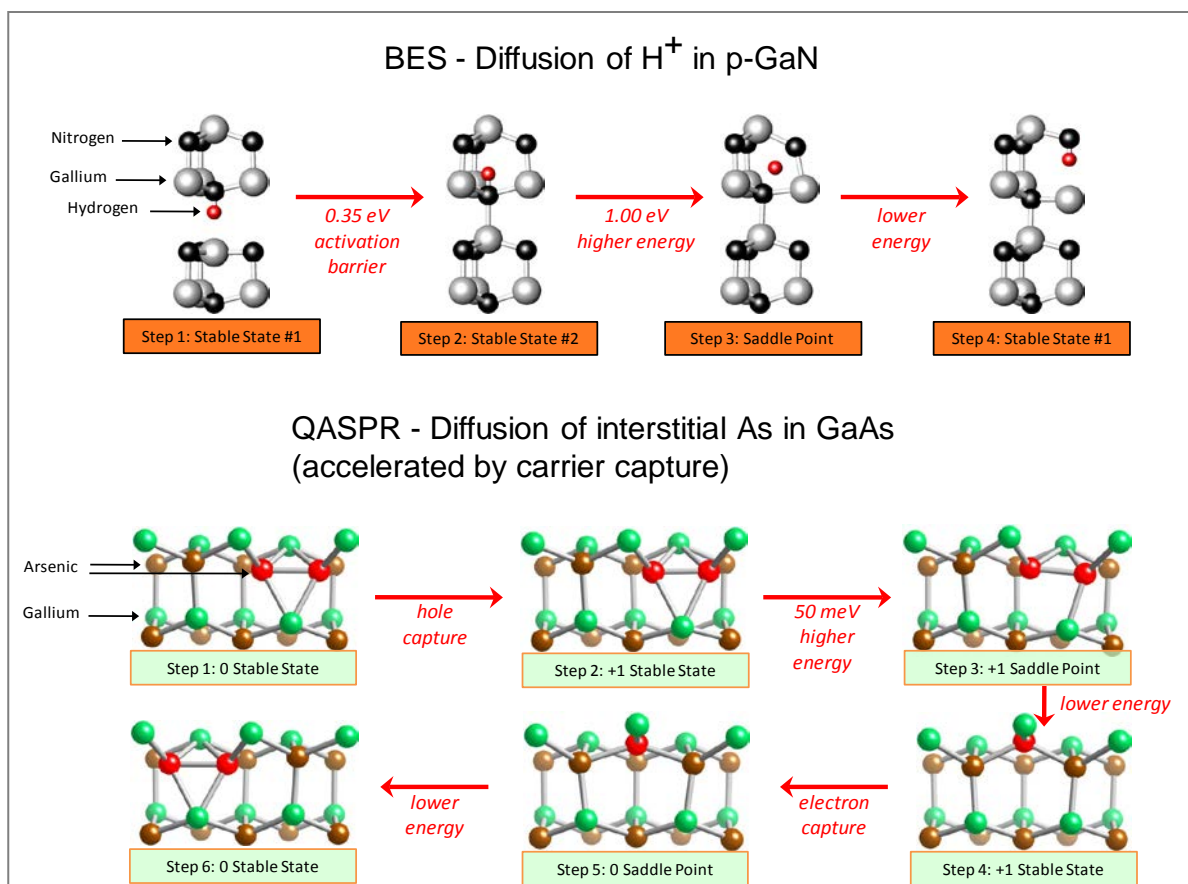 BES - Diffusion of H+ in p-GaN
Nitrogen
Gallium
Hydrogen
0.35 eV
activation
barrier
1.00 eV
higher energy
lower
energy
Step 1: Stable State #1
Step 2: Stable State #2
Step 3: Saddle Point
Step 4: Stable State #1
QASPR - Diffusion of interstitial As in GaAs
(accelerated by carrier capture)
Arsenic
Gallium
hole
capture
50 meV
higher
energy
Step 1: 0 Stable State
Step 2: +1 Stable State
Step 3: +1 Saddle Point
lower energy
lower
energy
electron
capture
Step 6: 0 Stable State
Step 5: 0 Saddle Point
Step 4: +1 Stable State